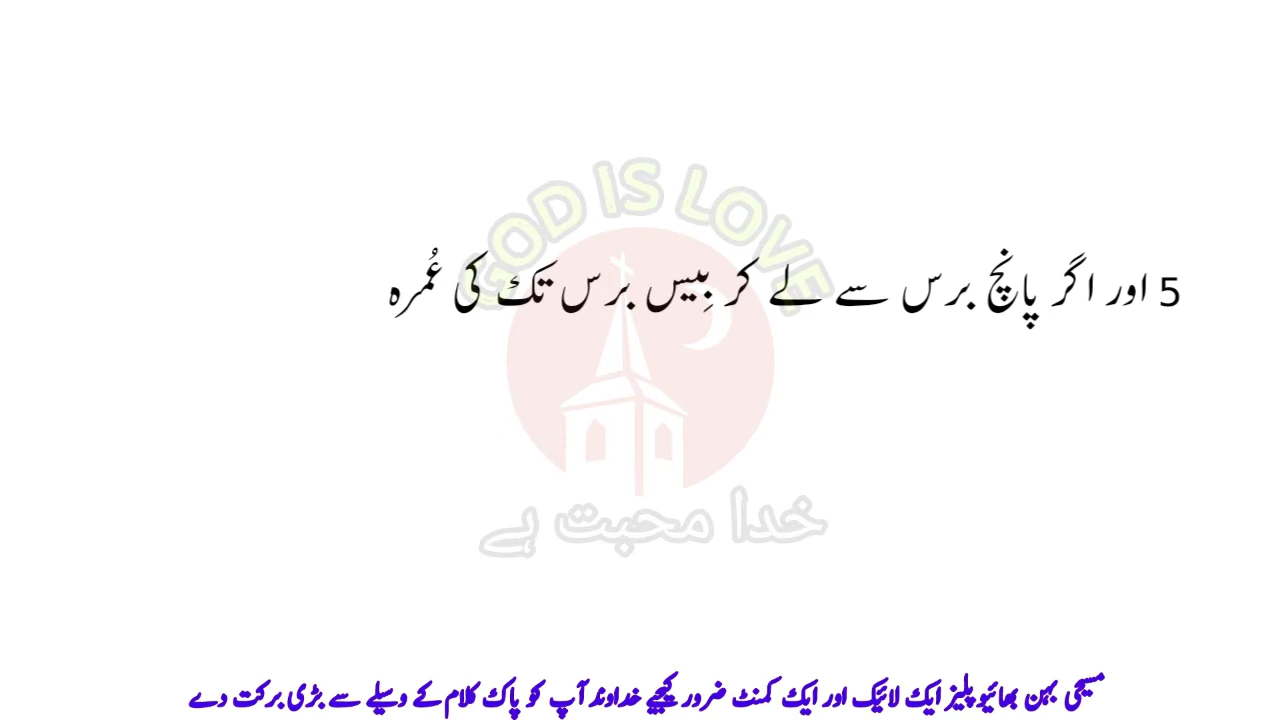 GOD IS LOVE
5 اور اگر پانچ برس سے لے کر بِیس برس تک کی عُمرہ
خدا محبت ہے
مسیحی بہن بھائیو پلیز ایک لائیک اور ایک کمنٹ ضرور کیجیے خداوند آپ کو پاک کلام کے وسیلے سے بڑی برکت دے